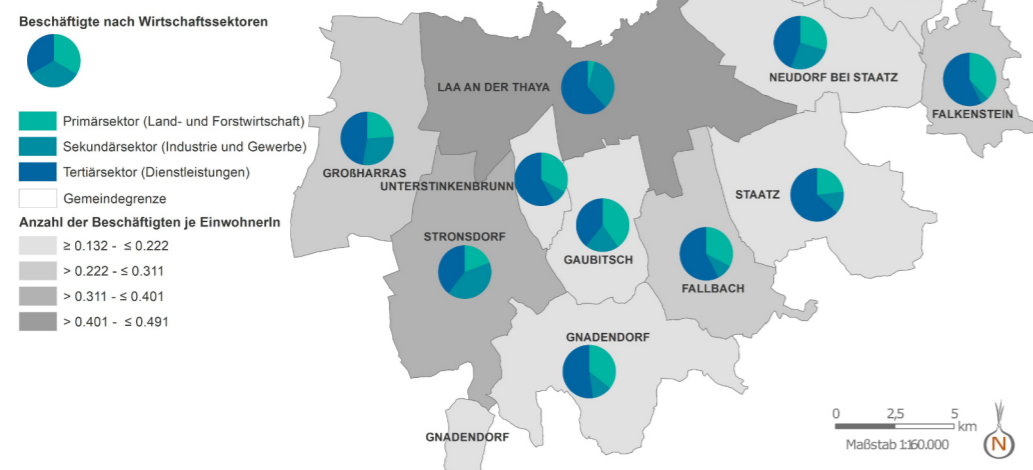 Beschäftigte nach Wirtschaftssektoren
Primärsektor (Land- und Forstwirtschaft)
Sekundärsektor (Industrie und Gewerbe)
Tertiärsektor (Dienstleistungen)
Gemeindegrenze
Anzahl der Beschäftigten je EinwohnerIn
≥ 0.132 - ≤ 0.222
> 0.222 - ≤ 0.311
> 0.311 - ≤ 0.401
> 0.401 - ≤ 0.491
NEUDORF BEI STAATZ
LAA AN DER THAYA
FALKENSTEIN
GROßHARRAS
UNTERSTINKENBRUNN
STAATZ
STRONSDORF
GAUBITSCH
FALLBACH
GNADENDORF
GNADENDORF
0 2,5 5
km
Maßstab 1:160.000
N